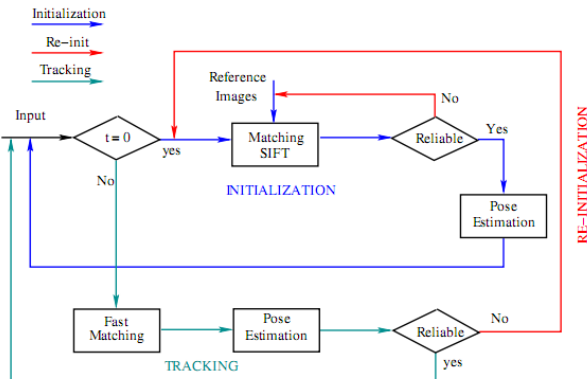 Initialization
Re-init
Tracking
Input
t = 0
yes
No
Reference
Images
Matching
SIFT
No
Reliable
Yes
INITIALIZATION
Pose
Estimation
RE-INITIALIZATION
Fast
Matching
Pose
Estimation
Reliable
No
yes
TRACKING